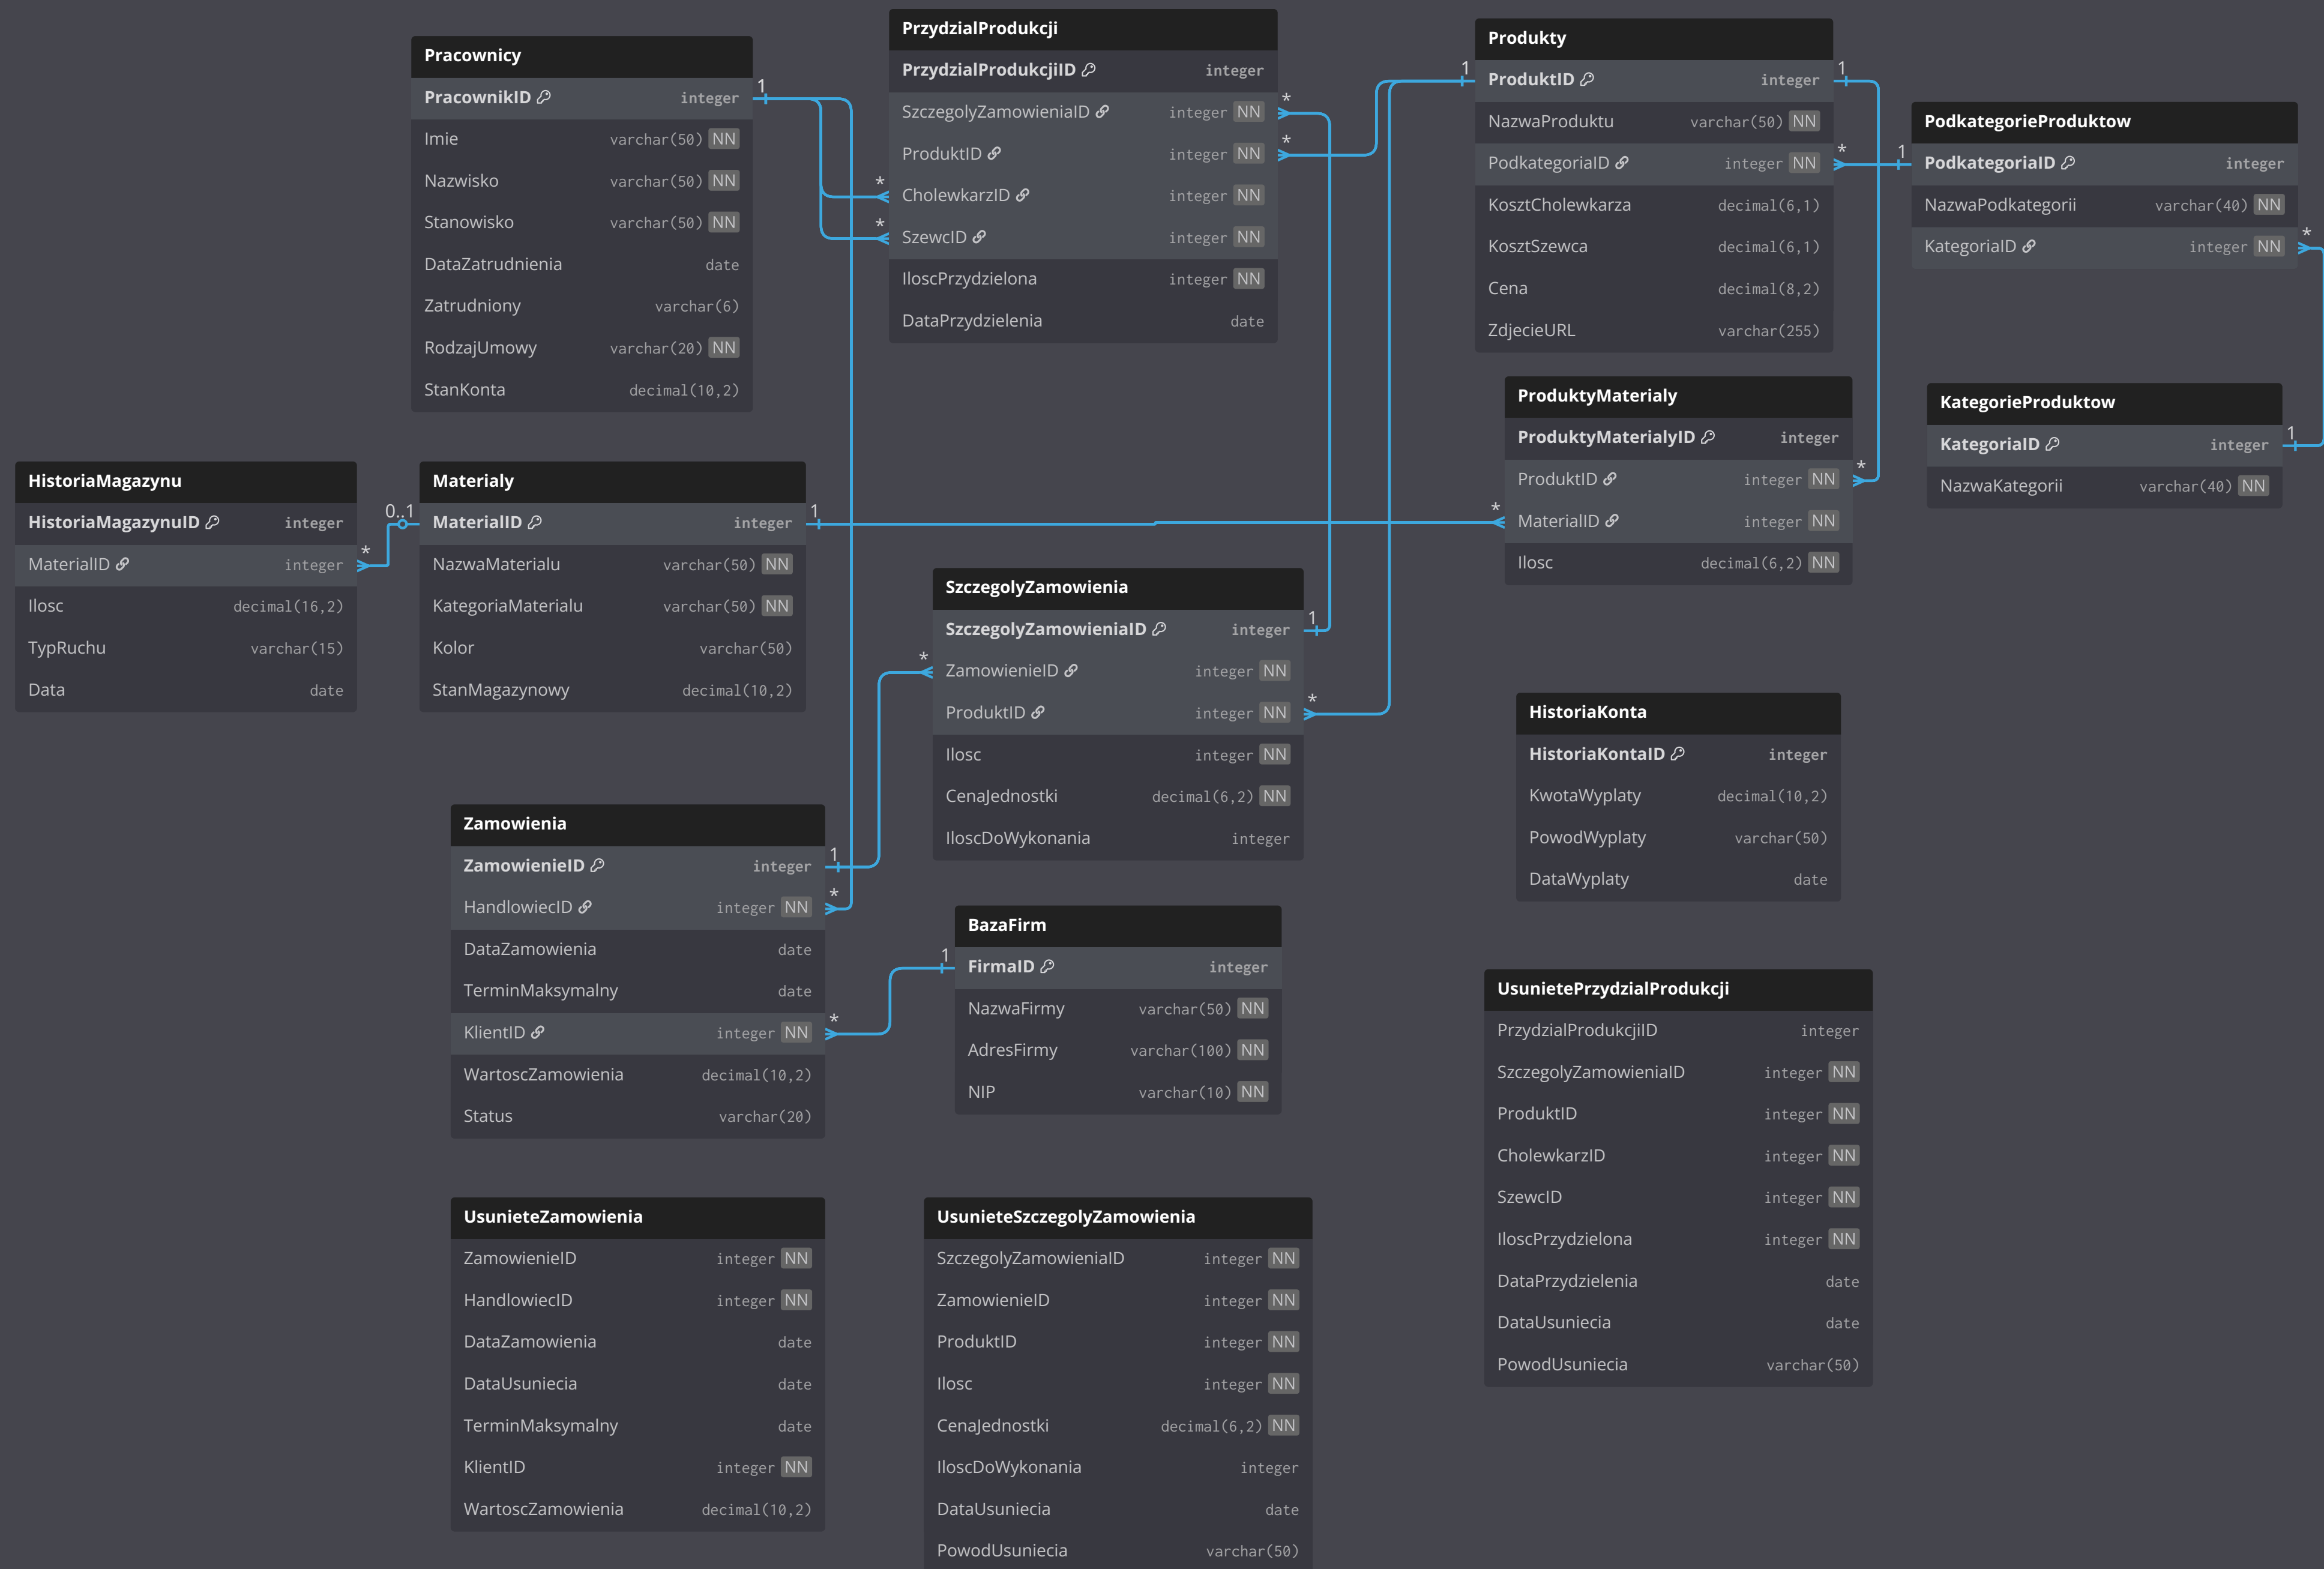 Pracownicy
PracownikID integer
Imie varchar(50) NN
Nazwisko varchar(50) NN
Stanowisko varchar(50) NN
DataZatrudnienia date
Zatrudniony varchar(6)
RodzajUmowy varchar(20) NN
StanKonta decimal(10,2)
1
PrzydzialProdukcji
PrzydzialProdukcjiID integer
SzczegolyZamowieniaID integer NN
ProduktID integer NN
CholewkarzID integer NN
SzewcID integer NN
IloscPrzydzielona integer NN
DataPrzydzielenia date
*
*
*
*
Produkty
ProduktID integer
NazwaProduktu varchar(50) NN
PodkategoriaID integer NN
KosztCholewkarza decimal(6,1)
KosztSzewca decimal(6,1)
Cena decimal(8,2)
ZdjecieURL varchar(255)
1
1
*
1
PodkategorieProduktow
PodkategoriaID integer
NazwaPodkategorii varchar(40) NN
KategoriaID integer NN
*
ProduktyMaterialy
ProduktyMaterialyID integer
ProduktID integer NN
MaterialID integer NN
Ilosc decimal(6,2) NN
*
*
KategorieProduktow
KategoriaID integer
NazwaKategorii varchar(40) NN
1
HistoriaMagazynu
HistoriaMagazynuID integer
MaterialID integer
Ilosc decimal(16,2)
TypRuchu varchar(15)
Data date
*
0..1
Materialy
MaterialID integer
NazwaMaterialu varchar(50) NN
KategoriaMaterialu varchar(50) NN
Kolor varchar(50)
StanMagazynowy decimal(10,2)
1
SzczegolyZamowienia
SzczegolyZamowieniaID integer
ZamowienieID integer NN
ProduktID integer NN
Ilosc integer NN
CenaJednostki decimal(6,2) NN
IloscDoWykonania integer
1
*
*
HistoriaKonta
HistoriaKontaID integer
KwotaWyplaty decimal(10,2)
PowodWyplaty varchar(50)
DataWyplaty date
Zamowienia
ZamowienieID integer
HandlowiecID integer NN
DataZamowienia date
TerminMaksymalny date
KlientID integer NN
WartoscZamowienia decimal(10,2)
Status varchar(20)
1
*
*
BazaFirm
FirmaID integer
NazwaFirmy varchar(50) NN
AdresFirmy varchar(100) NN
NIP varchar(10) NN
1
UsunietePrzydzialProdukcji
PrzydzialProdukcjiID integer
SzczegolyZamowieniaID integer NN
ProduktID integer NN
CholewkarzID integer NN
SzewcID integer NN
IloscPrzydzielona integer NN
DataPrzydzielenia date
DataUsuniecia date
PowodUsuniecia varchar(50)
UsunieteZamowienia
ZamowienieID integer NN
HandlowiecID integer NN
DataZamowienia date
DataUsuniecia date
TerminMaksymalny date
KlientID integer NN
WartoscZamowienia decimal(10,2)
UsunieteSzczegolyZamowienia
SzczegolyZamowieniaID integer NN
ZamowienieID integer NN
ProduktID integer NN
Ilosc integer NN
CenaJednostki decimal(6,2) NN
IloscDoWykonania integer
DataUsuniecia date
PowodUsuniecia varchar(50)